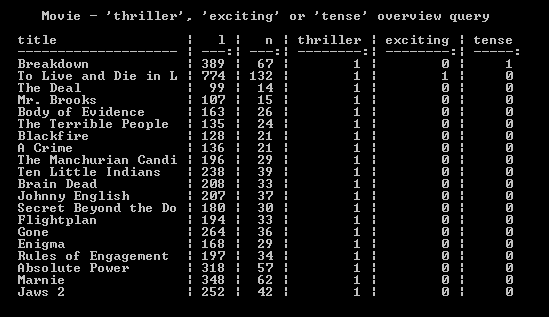 Movie - 'thriller', 'exciting' or 'tense' overview query
title ¦ l ¦ n ¦ thriller ¦ exciting ¦ tense
-------------------- ¦ ---: ¦ ---: ¦ --------: ¦ --------: ¦ -----:
Breakdown ¦ 389 ¦ 67 ¦ 1 ¦ 0 ¦ 1
To Live and Die in L ¦ 774 ¦ 132 ¦ 1 ¦ 1 ¦ 0
The Deal ¦ 99 ¦ 14 ¦ 1 ¦ 0 ¦ 0
Mr. Brooks ¦ 107 ¦ 15 ¦ 1 ¦ 0 ¦ 0
Body of Evidence ¦ 163 ¦ 26 ¦ 1 ¦ 0 ¦ 0
The Terrible People ¦ 135 ¦ 24 ¦ 1 ¦ 0 ¦ 0
Blackfire ¦ 128 ¦ 21 ¦ 1 ¦ 0 ¦ 0
A Crime ¦ 136 ¦ 21 ¦ 1 ¦ 0 ¦ 0
The Manchurian Candi ¦ 196 ¦ 29 ¦ 1 ¦ 0 ¦ 0
Ten Little Indians ¦ 238 ¦ 39 ¦ 1 ¦ 0 ¦ 0
Brain Dead ¦ 208 ¦ 33 ¦ 1 ¦ 0 ¦ 0
Johnny English ¦ 207 ¦ 37 ¦ 1 ¦ 0 ¦ 0
Secret Beyond the Do ¦ 180 ¦ 30 ¦ 1 ¦ 0 ¦ 0
Flightplan ¦ 194 ¦ 33 ¦ 1 ¦ 0 ¦ 0
Gone ¦ 264 ¦ 36 ¦ 1 ¦ 0 ¦ 0
Enigma ¦ 168 ¦ 29 ¦ 1 ¦ 0 ¦ 0
Rules of Engagement ¦ 197 ¦ 34 ¦ 1 ¦ 0 ¦ 0
Absolute Power ¦ 318 ¦ 57 ¦ 1 ¦ 0 ¦ 0
Marnie ¦ 348 ¦ 62 ¦ 1 ¦ 0 ¦ 0
Jaws 2 ¦ 252 ¦ 42 ¦ 1 ¦ 0 ¦ 0